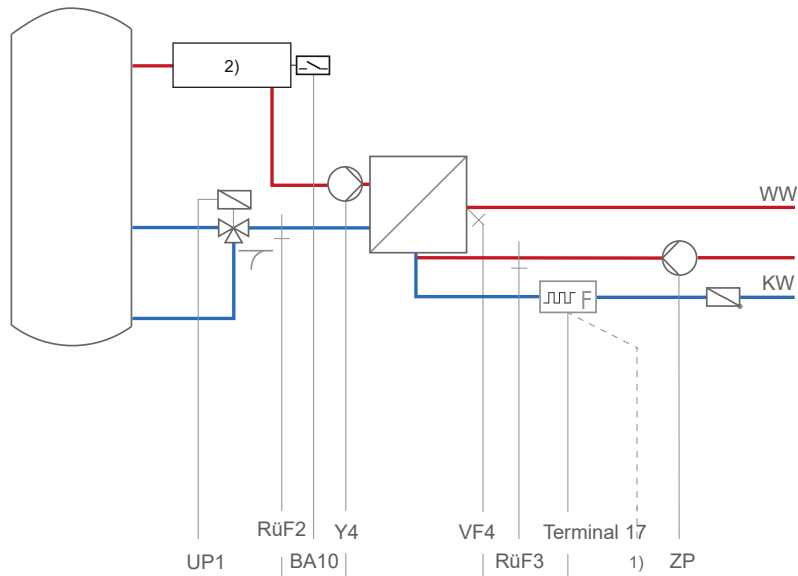 2)
WW
KW
F
RüF2
Y4
VF4
Terminal 17
UP1
BA10
RüF3
1)
ZP